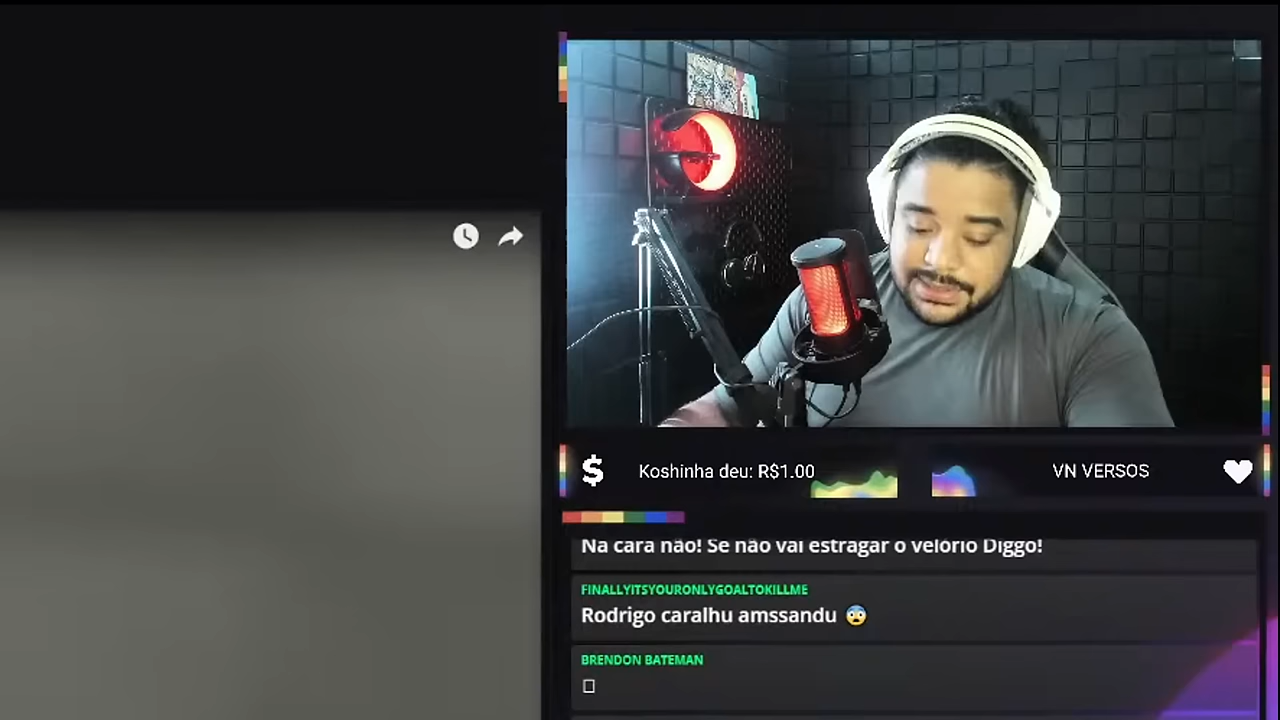 $ Koshinha deu: R$1.00
VN VERSOS
Na cara não! Se não vai estragar o velório Diggo!
FINALLYITSYOURONLYGOALTOKILLME
Rodrigo caralhu amssandu 😨
BRENDON BATEMAN